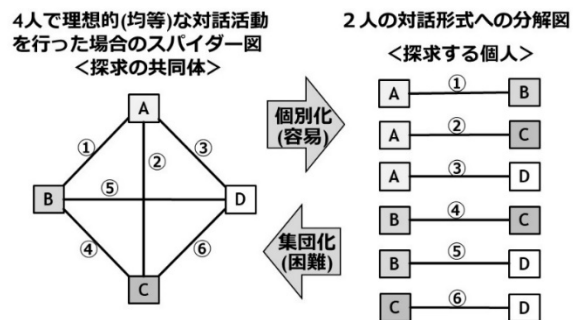 4人で理想的(均等)な対話活動
を行った場合のスパイダー図
<探求の共同体>
A
①
②
③
B
⑤
D
④
⑥
C
個別化
(容易)
集団化
(困難)
２人の対話形式への分解図
<探求する個人>
A ① B
A ② C
A ③ D
B ④ C
B ⑤ D
C ⑥ D